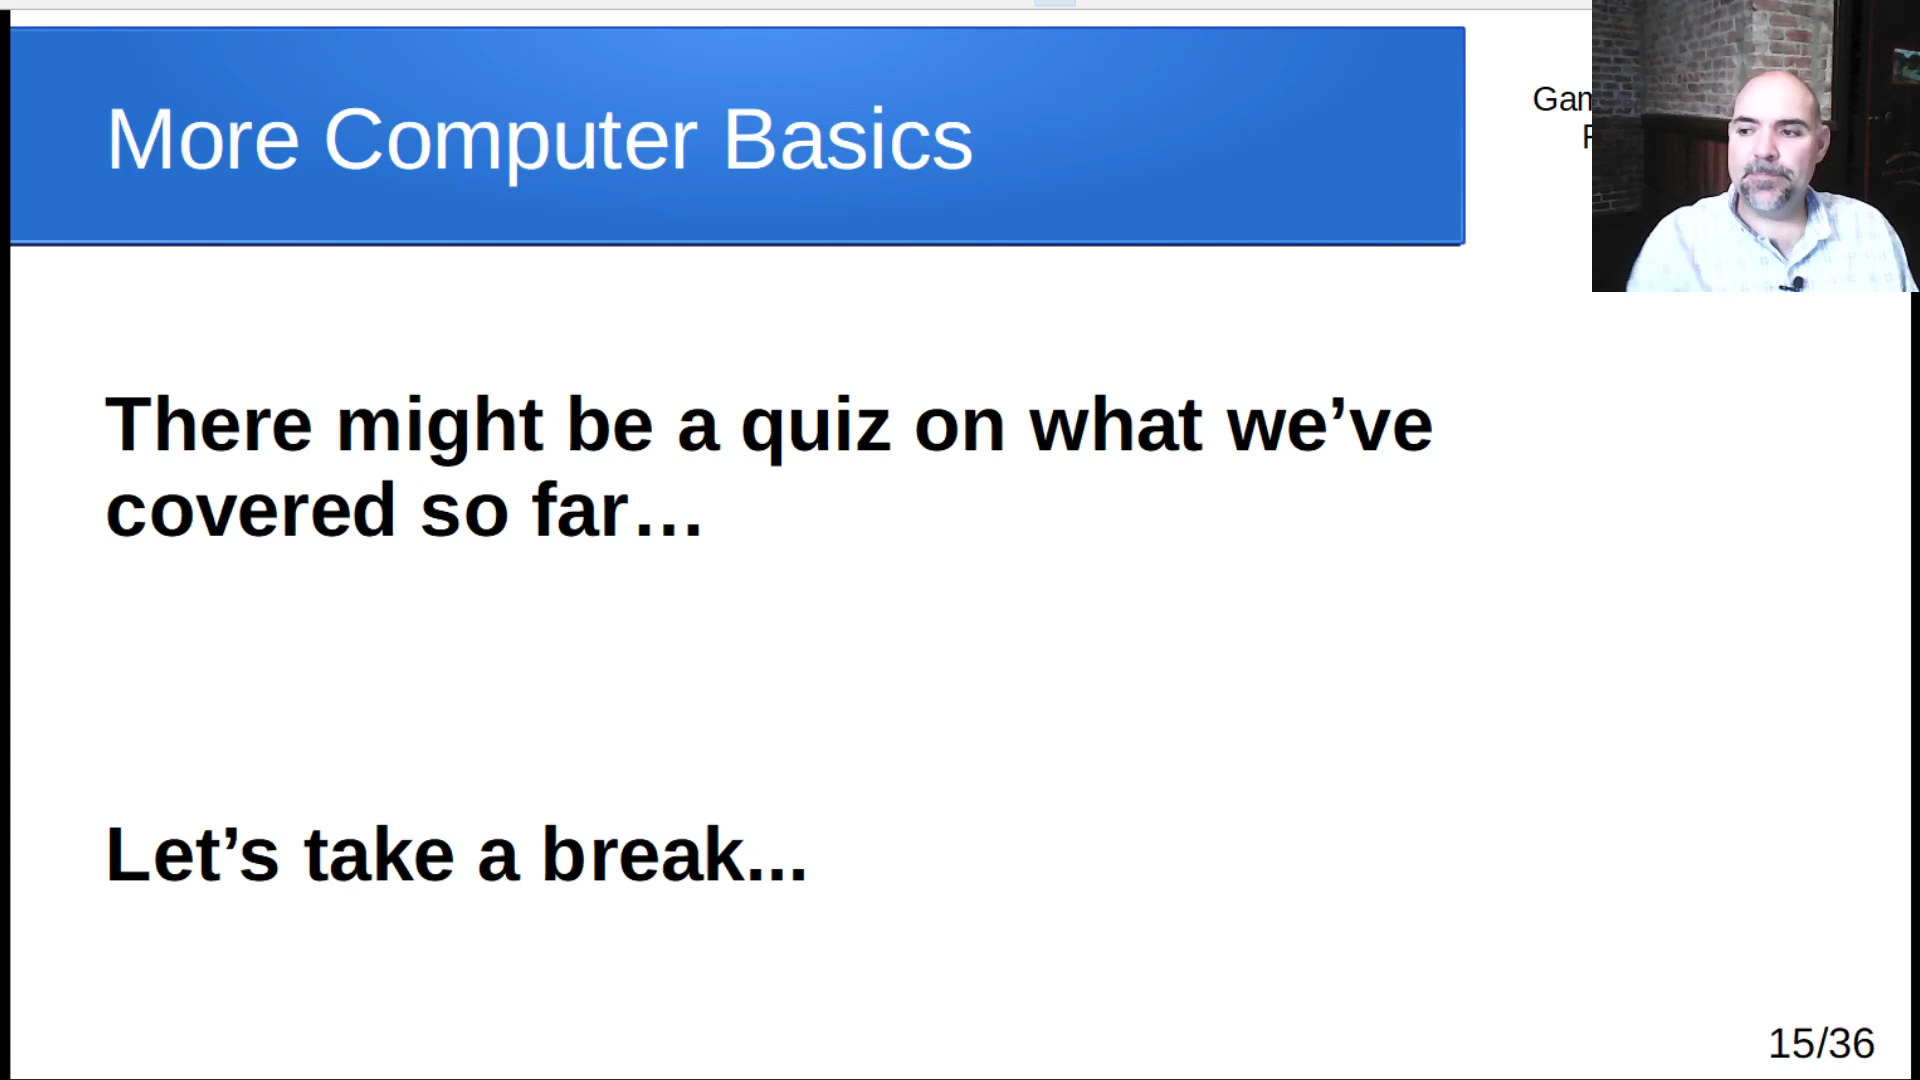 More Computer Basics
There might be a quiz on what we’ve
covered so far…
Let’s take a break...
15/36